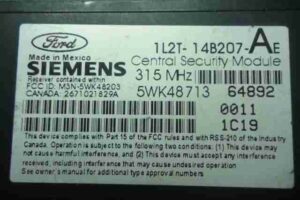 Ford
1L2T-14B207-AE
Made in Mexico
SIEMENS
Central Security Module
Receiver contained within
315 MHz
FCC ID: M3N-5WK48203
5WK48713 64892
CANADA: 2671021829A
0011
1C19
This device complies with Part 15 of the FCC rules and with RSS-210 of the Industry
Canada. Operation is subject to the following two conditions: (1) This device may
not cause harmful interference, and (2) This device must accept any interference
received, including interference that may cause undesired operation
See owner's manual for additional type approval numbers